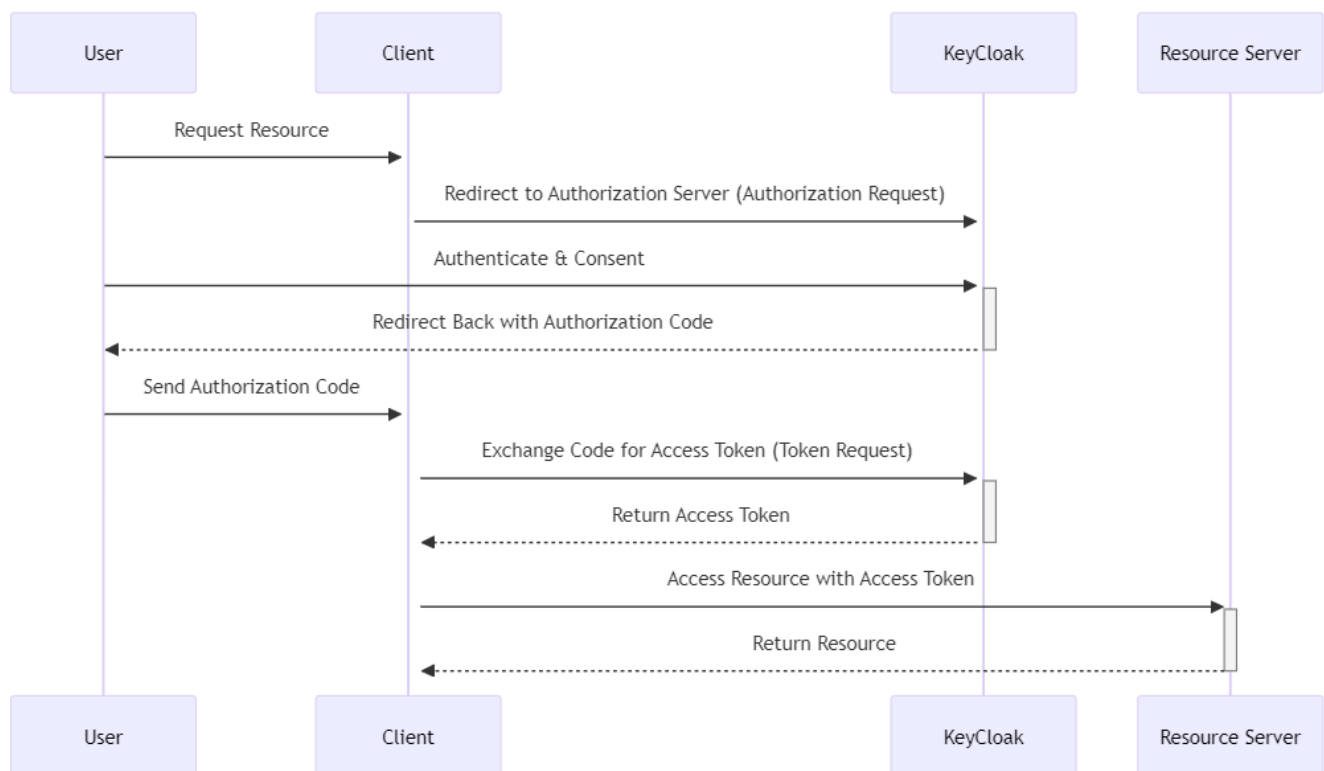 User
Client
KeyCloak
Resource Server
Request Resource
Redirect to Authorization Server (Authorization Request)
Authenticate & Consent
Redirect Back with Authorization Code
Send Authorization Code
Exchange Code for Access Token (Token Request)
Return Access Token
Access Resource with Access Token
Return Resource
User
Client
KeyCloak
Resource Server